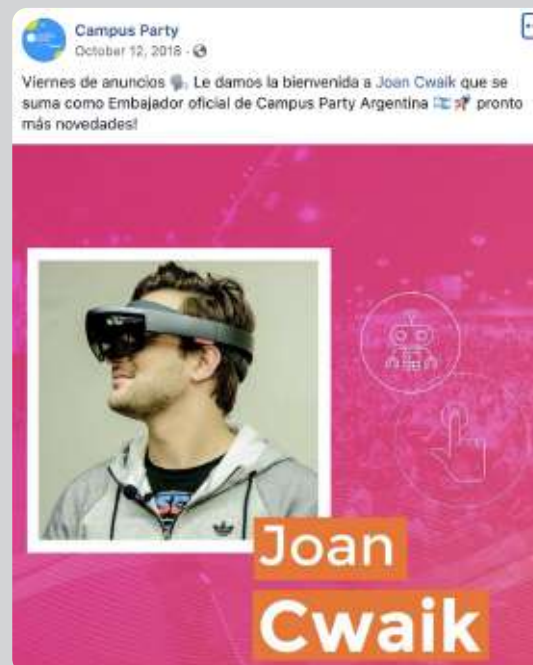 Campus Party
October 12, 2018 ·
Viernes de anuncios 🗣, Le damos la bienvenida a Joan Cwaik que se
suma como Embajador oficial de Campus Party Argentina 🇦🇷 🚀 pronto
más novedades!
Joan
Cwaik